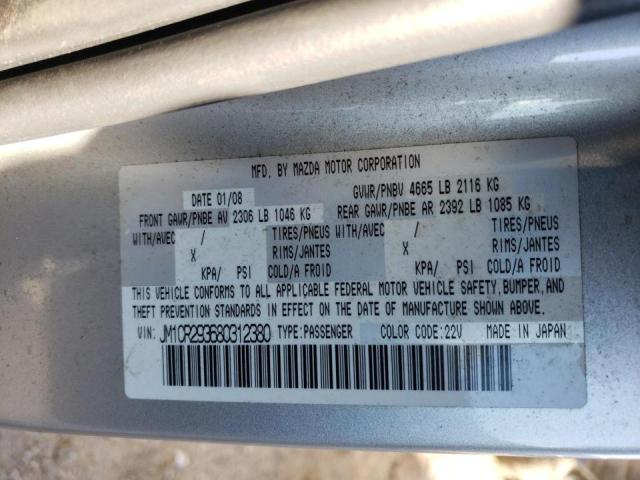 MFD. BY MAZDA MOTOR CORPORATION
DATE 01/08 GVWR/PNBV 4665 LB 2116 KG
FRONT GAWR/PNBE AV 2306 LB 1046 KG REAR GAWR/PNBE AR 2392 LB 1085 KG
WITH/AVEC / TIRES/PNEUS WITH/AVEC / TIRES/PNEUS
X RIMS/JANTES X RIMS/JANTES
KPA/ PSI COLD/A FROID KPA/ PSI COLD/A FROID
THIS VEHICLE CONFORMS TO ALL APPLICABLE FEDERAL MOTOR VEHICLE SAFETY, BUMPER, AND
THEFT PREVENTION STANDARDS IN EFFECT ON THE DATE OF MANUFACTURE SHOWN ABOVE.
VIN: JM1CR293680312380 TYPE:PASSENGER COLOR CODE:22V MADE IN JAPAN